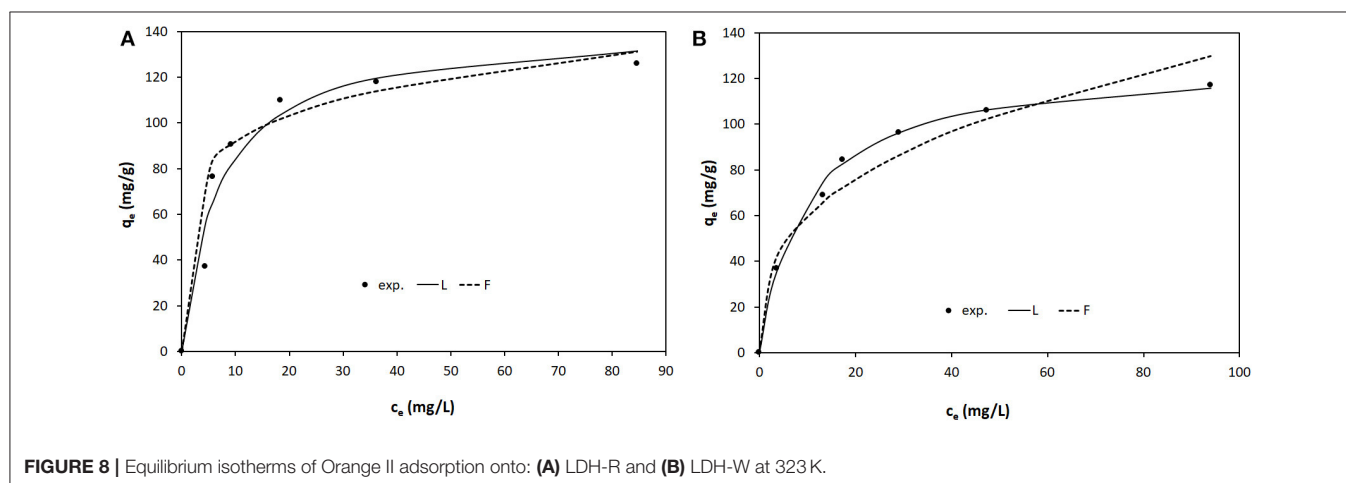 A
140
120
100
80
60
40
20
0
qe (mg/g)
exp. L F
0 10 20 30 40 50 60 70 80 90
ce (mg/L)
B
140
120
100
80
60
40
20
0
qe (mg/g)
exp. L F
0 20 40 60 80 100
ce (mg/L)
FIGURE 8 | Equilibrium isotherms of Orange II adsorption onto: (A) LDH-R and (B) LDH-W at 323 K.